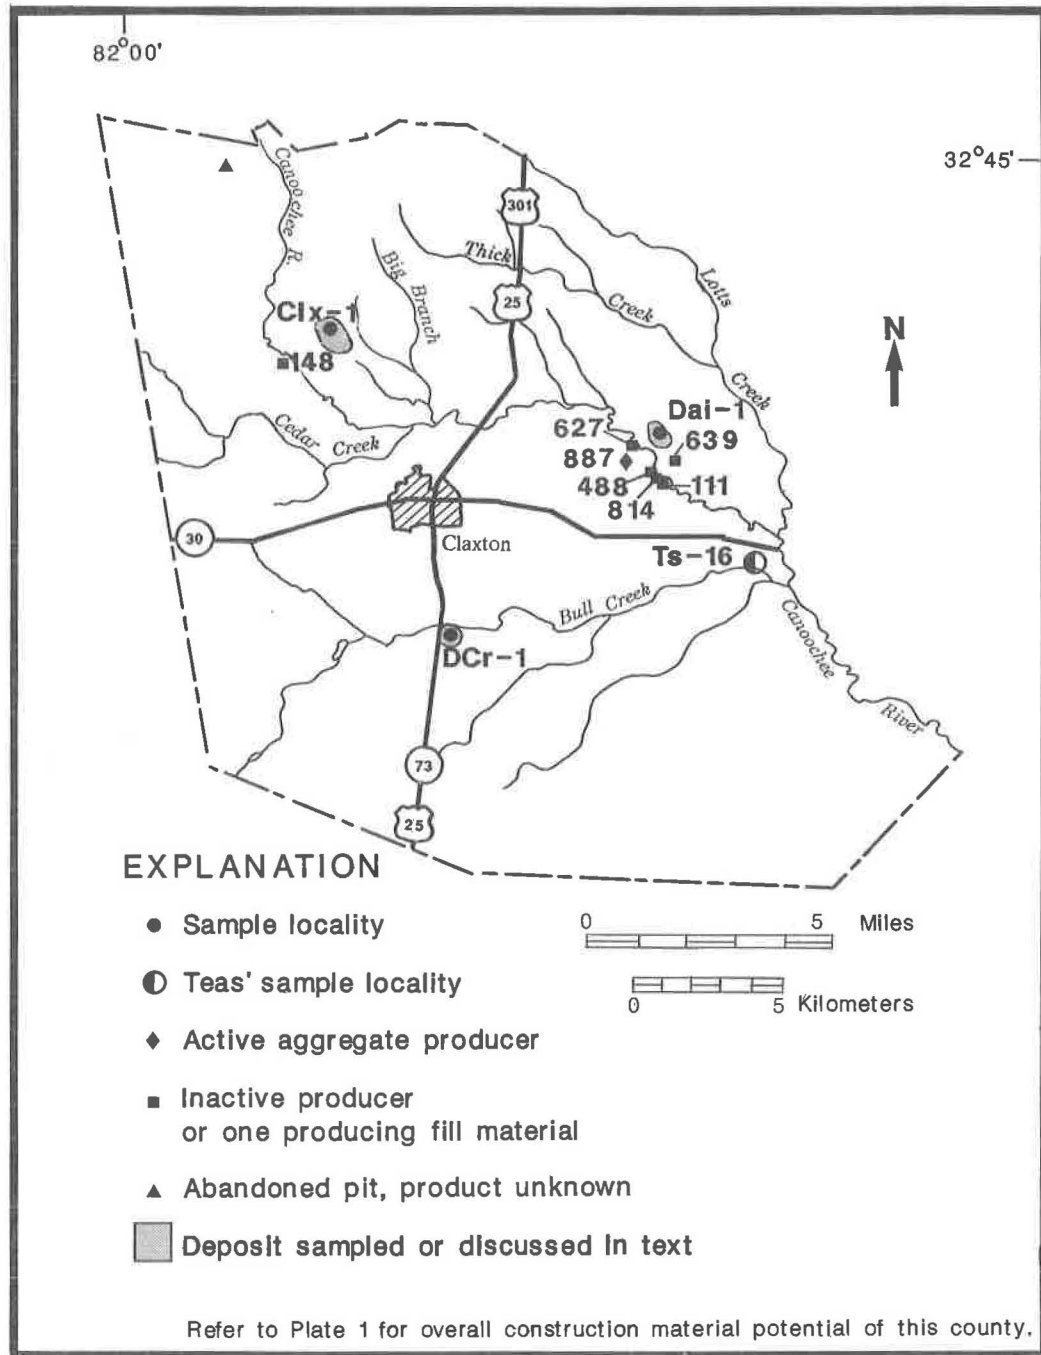 82°00'
32°45'
Canoochee R.
301
Thick
Creek
Lotts
Creek
Big
Branch
25
Clx-1
148
N
Dai-1
627
639
887
488
111
814
Cedar Creek
30
Claxton
Ts-16
Bull Creek
DCr-1
Canoochee
River
73
25
EXPLANATION
Sample locality
Teas' sample locality
Active aggregate producer
Inactive producer
or one producing fill material
Abandoned pit, product unknown
Deposit sampled or discussed in text
0 5 Miles
0 5 Kilometers
Refer to Plate 1 for overall construction material potential of this county.